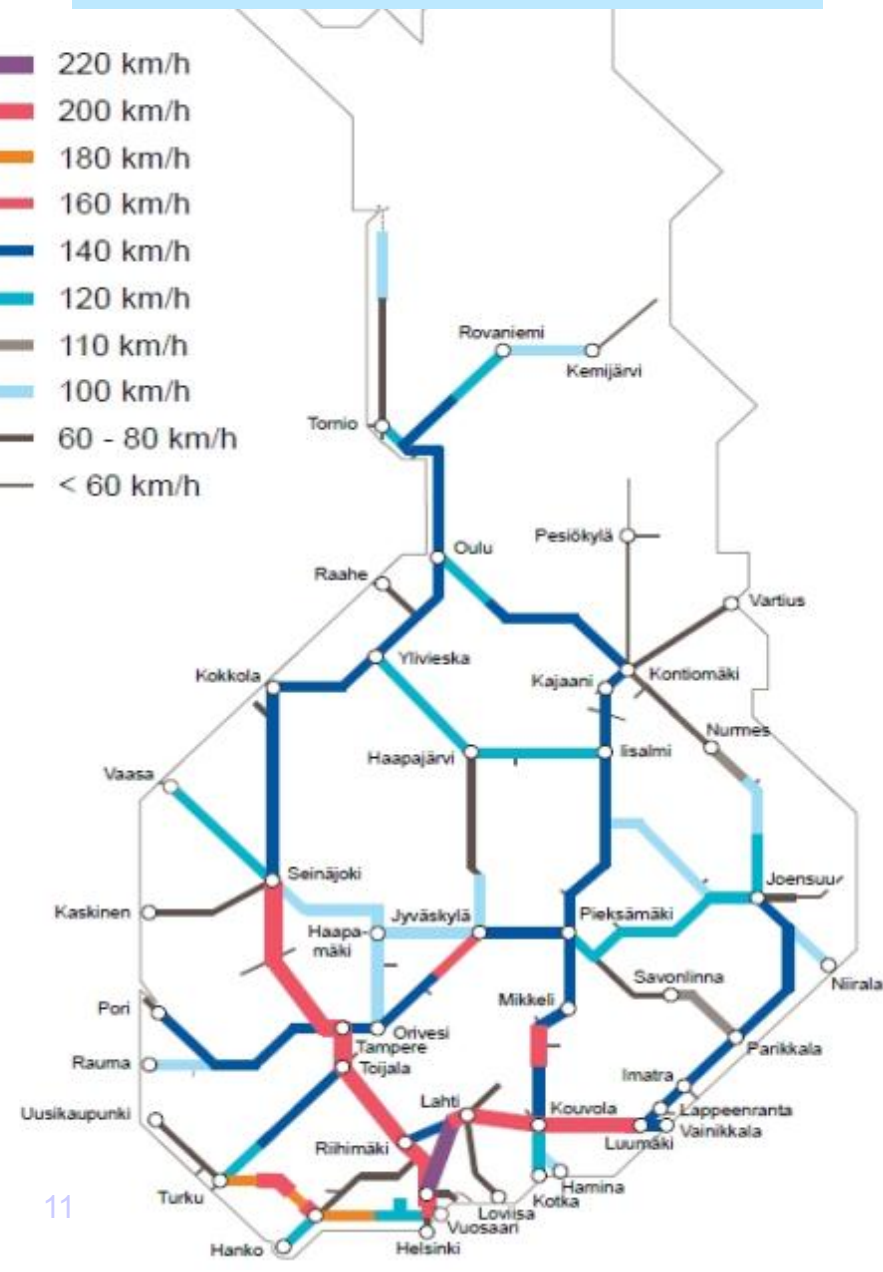 220 km/h
200 km/h
180 km/h
160 km/h
140 km/h
120 km/h
110 km/h
100 km/h
60 - 80 km/h
< 60 km/h
Rovaniemi
Kemijärvi
Tornio
Oulu
Pesiökylä
Raahe
Vartius
Ylivieska
Kokkola
Kajaani
Kontiomäki
Nurmes
Haapajärvi
Iisalmi
Vaasa
Seinäjoki
Joensuu
Kaskinen
Jyväskylä
Pieksämäki
Haapa-
mäki
Savonlinna
Niirala
Mikkeli
Pori
Orivesi
Tampere
Parikkala
Rauma
Toijala
Imatra
Lahti
Kouvola
Lappeenranta
Uusikaupunki
Vainikkala
Luumäki
Riihimäki
Hamina
Turku
Kotka
11
Loviisa
Vuosaari
Hanko
Helsinki